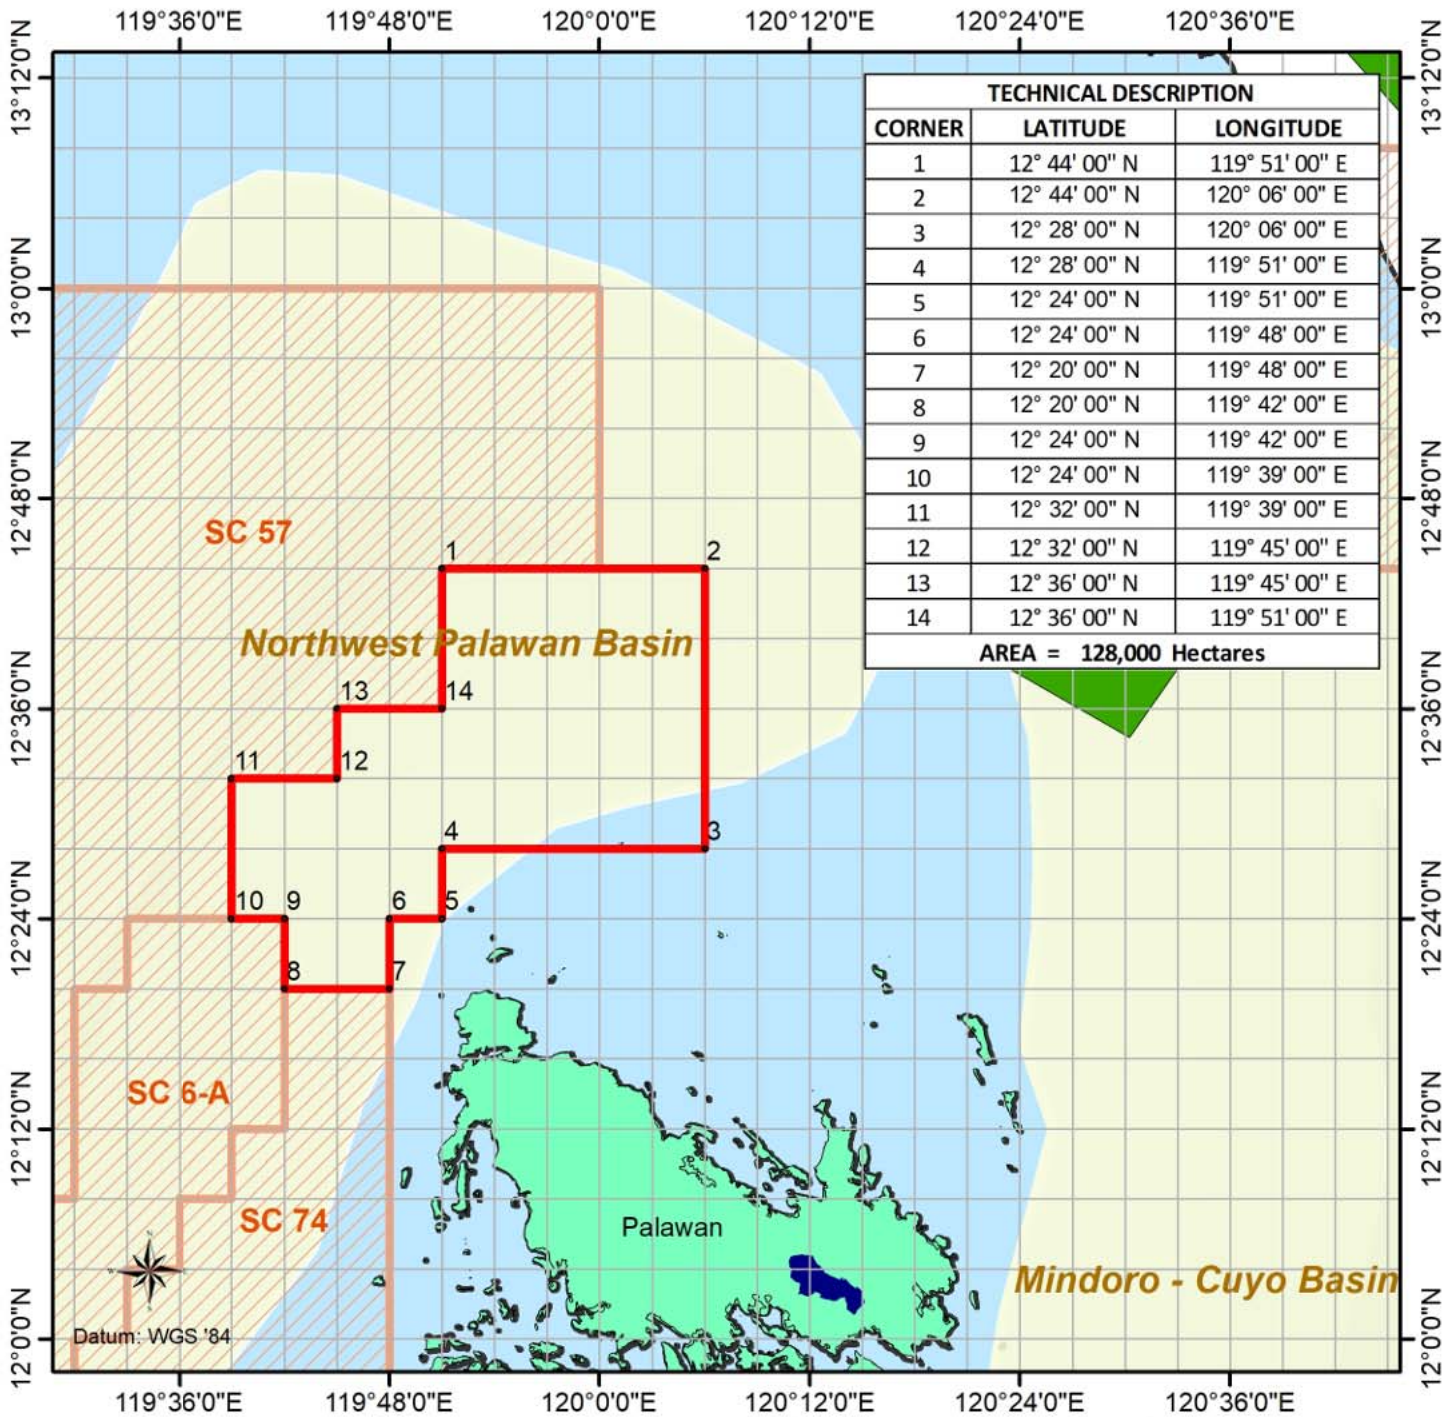 119°36'0"E 119°48'0"E 120°0'0"E 120°12'0"E 120°24'0"E 120°36'0"E
13°12'0"N
13°0'0"N
12°48'0"N
12°36'0"N
12°24'0"N
12°12'0"N
12°0'0"N
TECHNICAL DESCRIPTION
CORNER LATITUDE LONGITUDE
1 12° 44' 00" N 119° 51' 00" E
2 12° 44' 00" N 120° 06' 00" E
3 12° 28' 00" N 120° 06' 00" E
4 12° 28' 00" N 119° 51' 00" E
5 12° 24' 00" N 119° 51' 00" E
6 12° 24' 00" N 119° 48' 00" E
7 12° 20' 00" N 119° 48' 00" E
8 12° 20' 00" N 119° 42' 00" E
9 12° 24' 00" N 119° 42' 00" E
10 12° 24' 00" N 119° 39' 00" E
11 12° 32' 00" N 119° 39' 00" E
12 12° 32' 00" N 119° 45' 00" E
13 12° 36' 00" N 119° 45' 00" E
14 12° 36' 00" N 119° 51' 00" E
AREA = 128,000 Hectares
SC 57
1 2
Northwest Palawan Basin
13 14
11 12
4 3
10 9 6 5
8 7
SC 6-A
SC 74
Palawan
Mindoro - Cuyo Basin
Datum: WGS '84
13°12'0"N
13°0'0"N
12°48'0"N
12°36'0"N
12°24'0"N
12°12'0"N
12°0'0"N
119°36'0"E 119°48'0"E 120°0'0"E 120°12'0"E 120°24'0"E 120°36'0"E